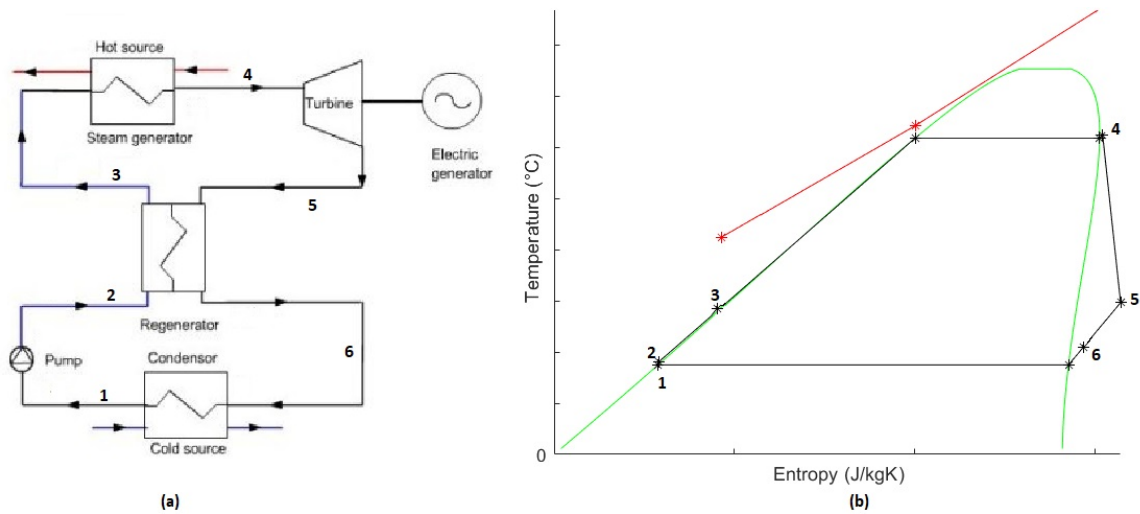 Hot source
4
Turbine
Steam generator
Electric
generator
3
5
2
Regenerator
6
Pump
Condensor
1
Cold source
(a)
Temperature (°C)
4
3
5
2
6
1
0
Entropy (J/kgK)
(b)